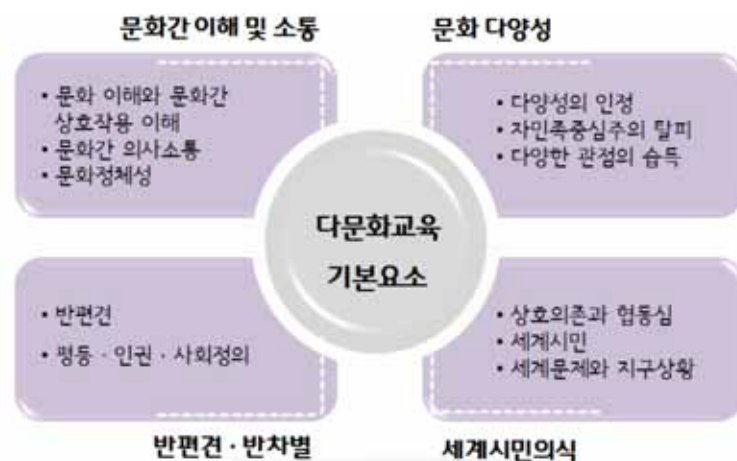 문화간 이해 및 소통
• 문화 이해와 문화간
상호작용 이해
• 문화간 의사소통
• 문화정체성
문화 다양성
• 다양성의 인정
• 자민족중심주의 탈피
• 다양한 관점의 습득
다문화교육
기본요소
• 반편견
• 평등 · 인권 · 사회정의
반편견 · 반차별
• 상호의존과 협동심
• 세계시민
• 세계문제와 지구상황
세계시민의식